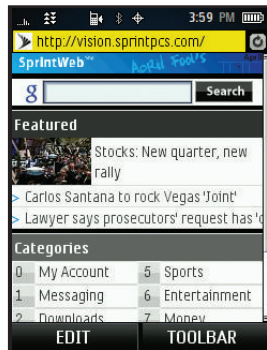 3:59 PM
http://vision.sprintpcs.com/
SprintWeb℠ April Fool's
g Search
Featured
Stocks: New quarter, new
rally
> Carlos Santana to rock Vegas 'Joint'
> Lawyer says prosecutors' request has
Categories
0 My Account 5 Sports
1 Messaging 6 Entertainment
2 Downloads 7 Money
EDIT TOOLBAR